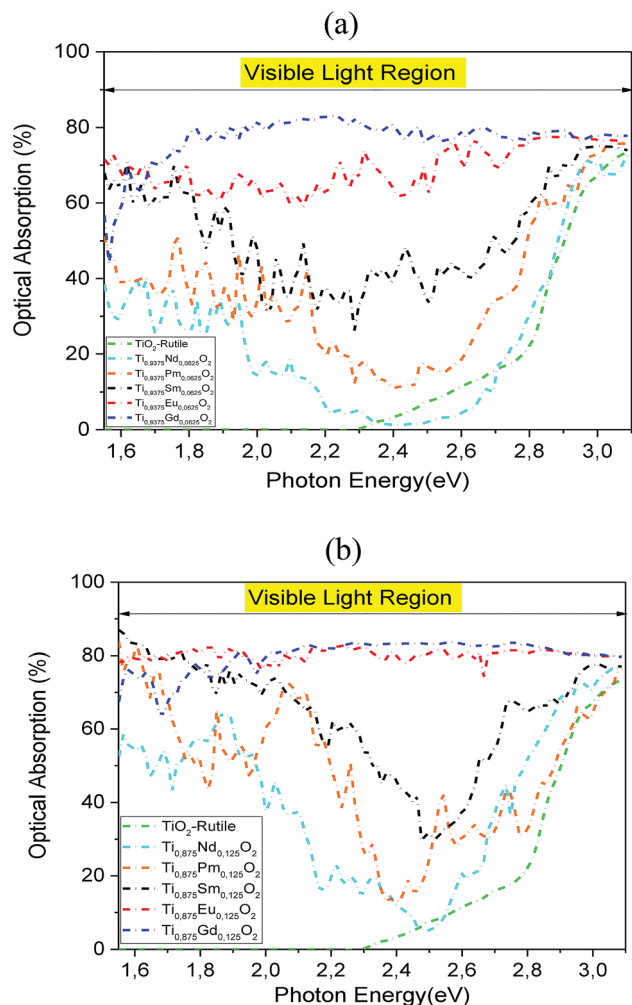 (a)
100
Visible Light Region
80
60
40
20
0
Optical Absorption (%)
TiO₂-Rutile
Ti₀,₉₃₇₅Nd₀,₀₆₂₅O₂
Ti₀,₉₃₇₅Pm₀,₀₆₂₅O₂
Ti₀,₉₃₇₅Sm₀,₀₆₂₅O₂
Ti₀,₉₃₇₅Eu₀,₀₆₂₅O₂
Ti₀,₉₃₇₅Gd₀,₀₆₂₅O₂
1,6 2,0 2,2 2,4 2,6 2,8 3,0
Photon Energy(eV)
(b)
100
Visible Light Region
80
60
40
20
0
Optical Absorption (%)
TiO₂-Rutile
Ti₀,₈₇₅Nd₀,₁₂₅O₂
Ti₀,₈₇₅Pm₀,₁₂₅O₂
Ti₀,₈₇₅Sm₀,₁₂₅O₂
Ti₀,₈₇₅Eu₀,₁₂₅O₂
Ti₀,₈₇₅Gd₀,₁₂₅O₂
1,6 1,8 2,0 2,2 2,4 2,6 2,8 3,0
Photon Energy(eV)